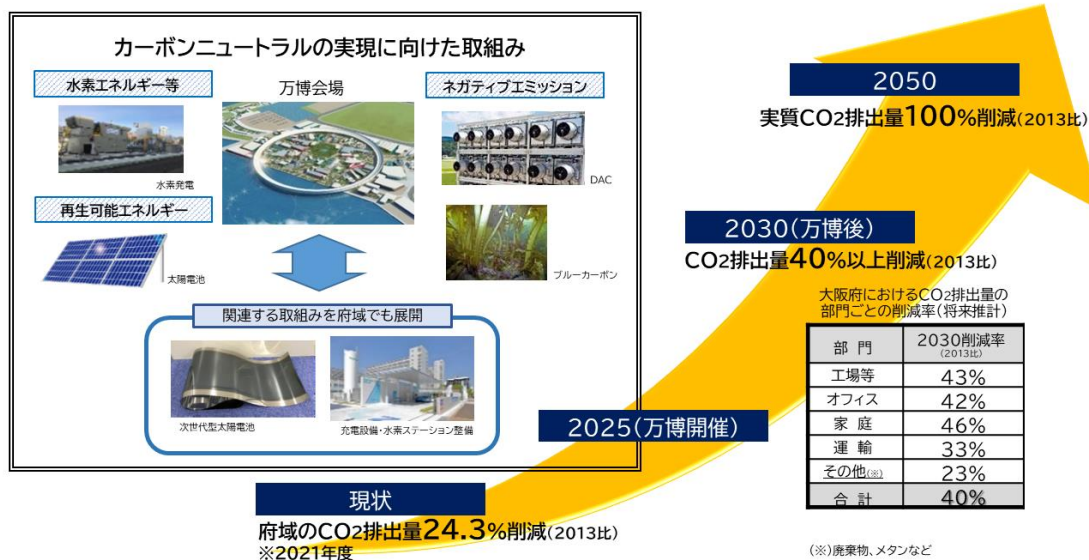 カーボンニュートラルの実現に向けた取組み
水素エネルギー等
万博会場
ネガティブエミッション
水素発電
DAC
再生可能エネルギー
太陽電池
ブルーカーボン
関連する取組みを府域でも展開
次世代型太陽電池
充電設備・水素ステーション整備
2050
実質CO2排出量100%削減(2013比)
2030(万博後)
CO2排出量40%以上削減(2013比)
大阪府におけるCO2排出量の
部門ごとの削減率(将来推計)
部 門 2030削減率
(2013比)
工場等 43%
オフィス 42%
家 庭 46%
運 輸 33%
その他(※) 23%
合 計 40%
(※)廃棄物、メタンなど
2025(万博開催)
現状
府域のCO2排出量24.3%削減(2013比)
※2021年度